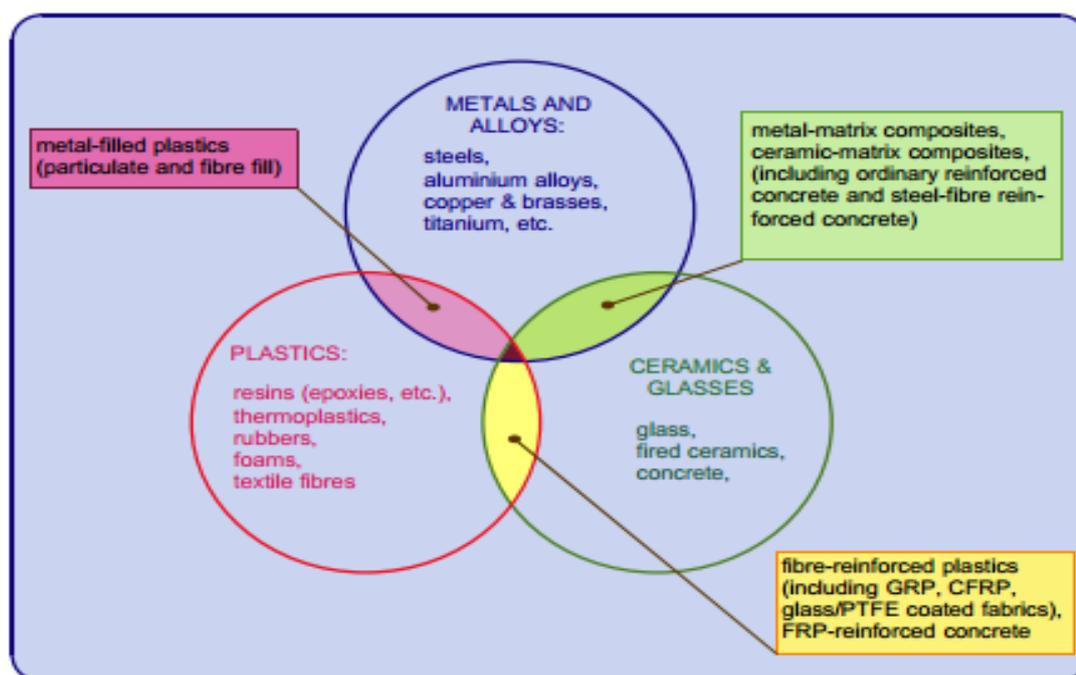 METALS AND
ALLOYS:
steels,
aluminium alloys,
copper & brasses,
titanium, etc.
metal-filled plastics
(particulate and fibre fill)
metal-matrix composites,
ceramic-matrix composites,
(including ordinary reinforced
concrete and steel-fibre rein-
forced concrete)
PLASTICS:
resins (epoxies, etc.),
thermoplastics,
rubbers,
foams,
textile fibres
CERAMICS &
GLASSES
glass,
fired ceramics,
concrete,
fibre-reinforced plastics
(including GRP, CFRP,
glass/PTFE coated fabrics),
FRP-reinforced concrete